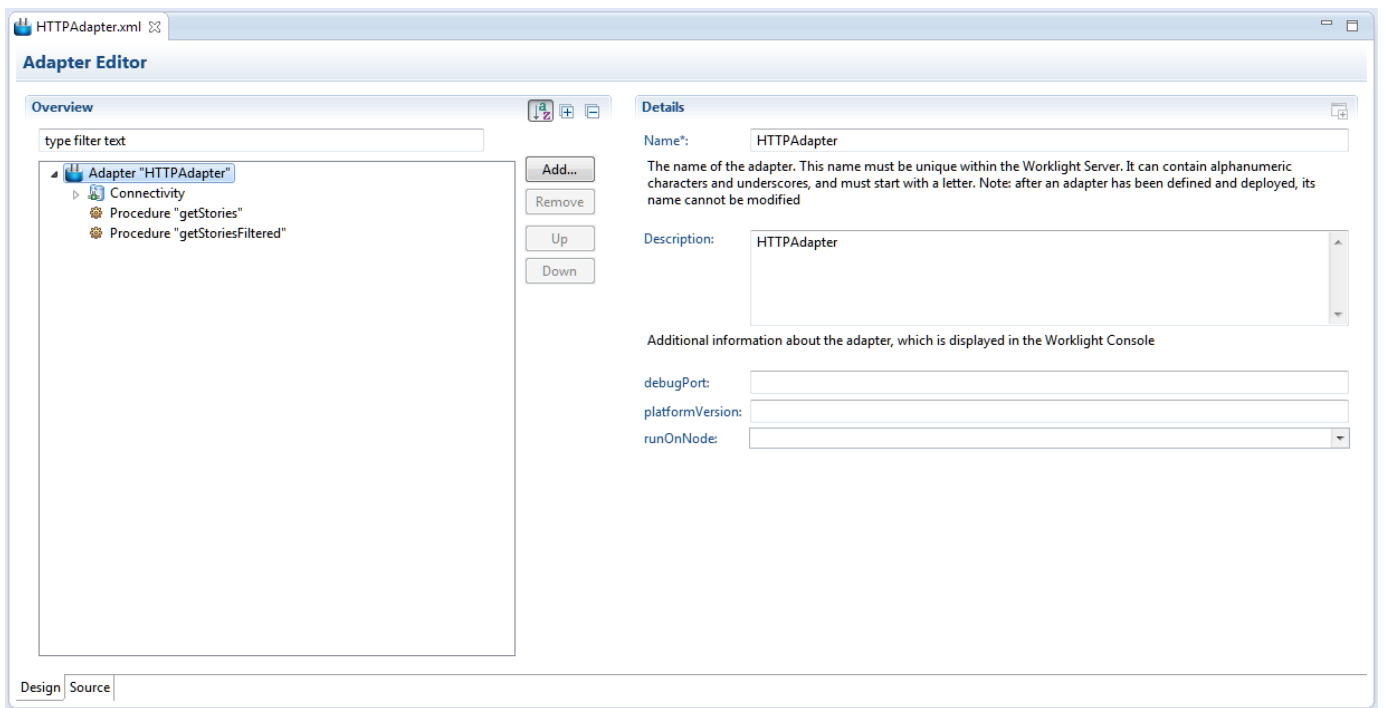 HTTPAdapter.xml
Adapter Editor
Overview
type filter text
Adapter "HTTPAdapter"
Connectivity
Procedure "getStories"
Procedure "getStoriesFiltered"
Add...
Remove
Up
Down
Details
Name*: HTTPAdapter
The name of the adapter. This name must be unique within the Worklight Server. It can contain alphanumeric
characters and underscores, and must start with a letter. Note: after an adapter has been defined and deployed, its
name cannot be modified
Description: HTTPAdapter
Additional information about the adapter, which is displayed in the Worklight Console
debugPort:
platformVersion:
runOnNode:
Design Source